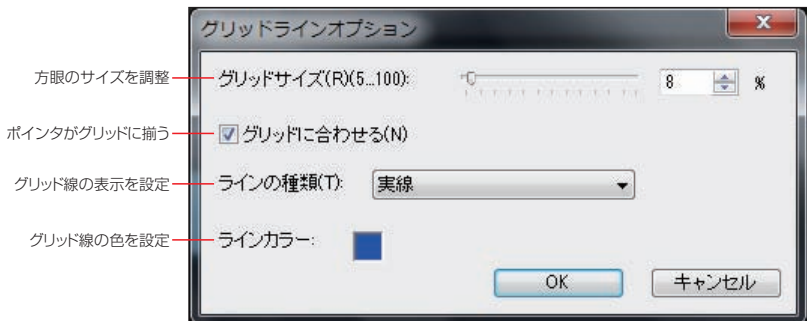 グリッドラインオプション
方眼のサイズを調整
グリッドサイズ(R)(5...100):
8
%
ポインタがグリッドに揃う
グリッドに合わせる(N)
グリッド線の表示を設定
ラインの種類(T):
実線
グリッド線の色を設定
ラインカラー:
OK
キャンセル